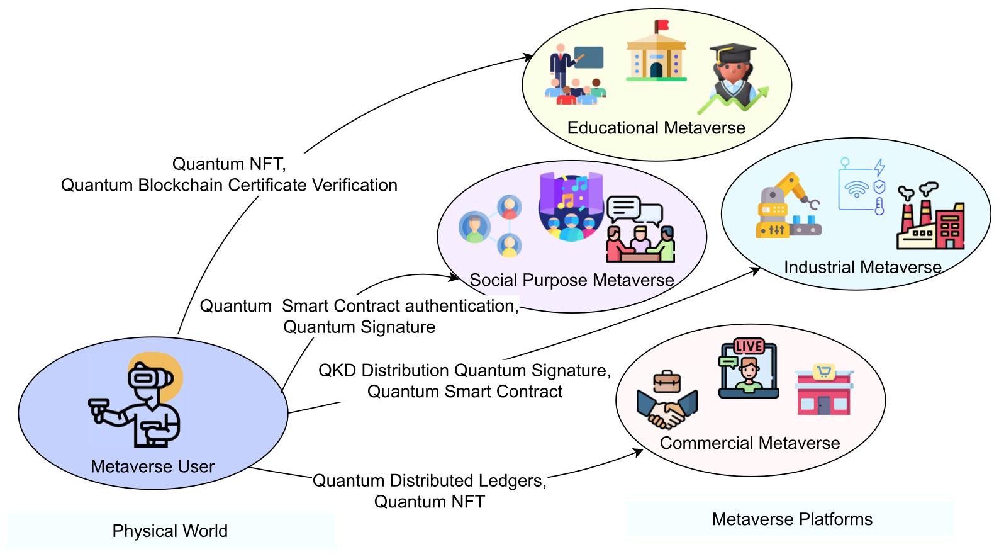 Educational Metaverse
Quantum NFT,
Quantum Blockchain Certificate Verification
Industrial Metaverse
Social Purpose Metaverse
Quantum  Smart Contract authentication,
Quantum Signature
LIVE
QKD Distribution Quantum Signature,
Quantum Smart Contract
Commercial Metaverse
Metaverse User
Quantum Distributed Ledgers,
Quantum NFT
Metaverse Platforms
Physical World